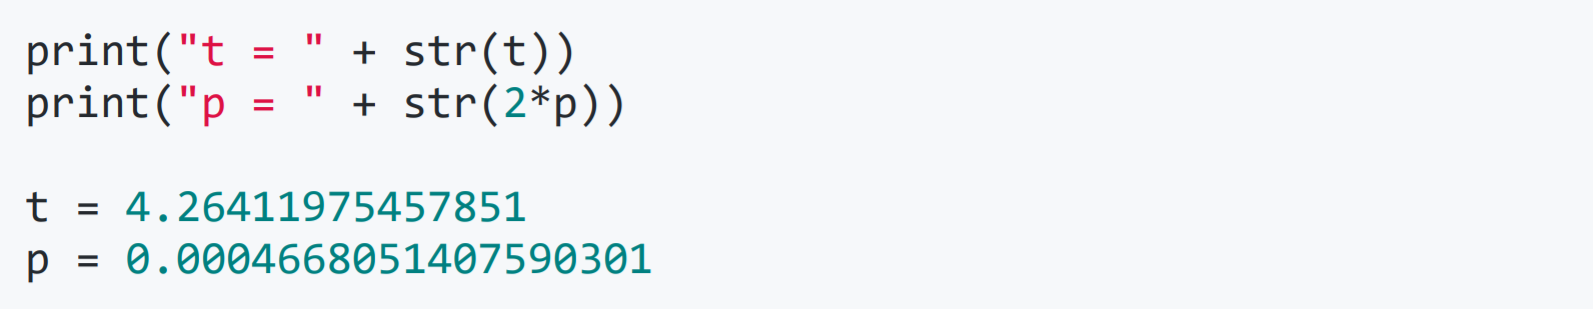 print("t = " + str(t))
print("p = " + str(2*p))
t = 4.26411975457851
p = 0.0004668051407590301